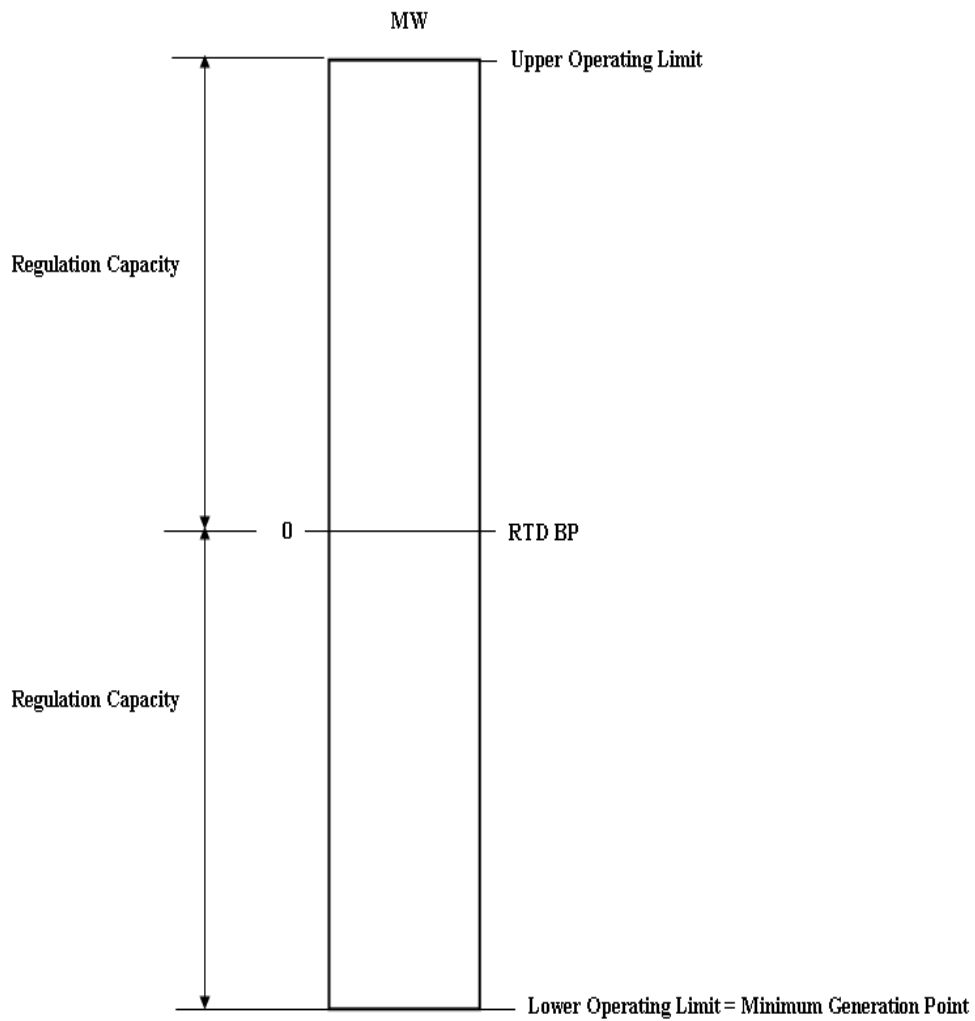 MW
Upper Operating Limit
Regulation Capacity
0
RTD BP
Regulation Capacity
Lower Operating Limit = Minimum Generation Point